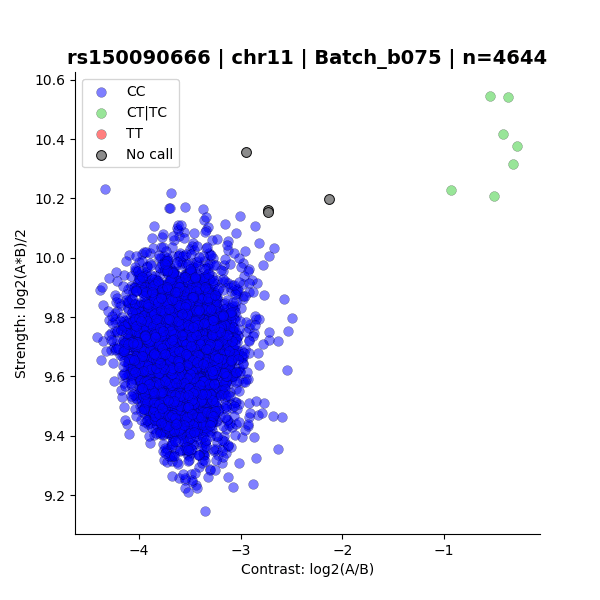 rs150090666 | chr11 | Batch_b075 | n=4644
CC
CT|TC
TT
No call
10.6
10.4
10.2
10.0
9.8
9.6
9.4
9.2
Strength: log2(A*B)/2
−4
−3
−2
−1
Contrast: log2(A/B)